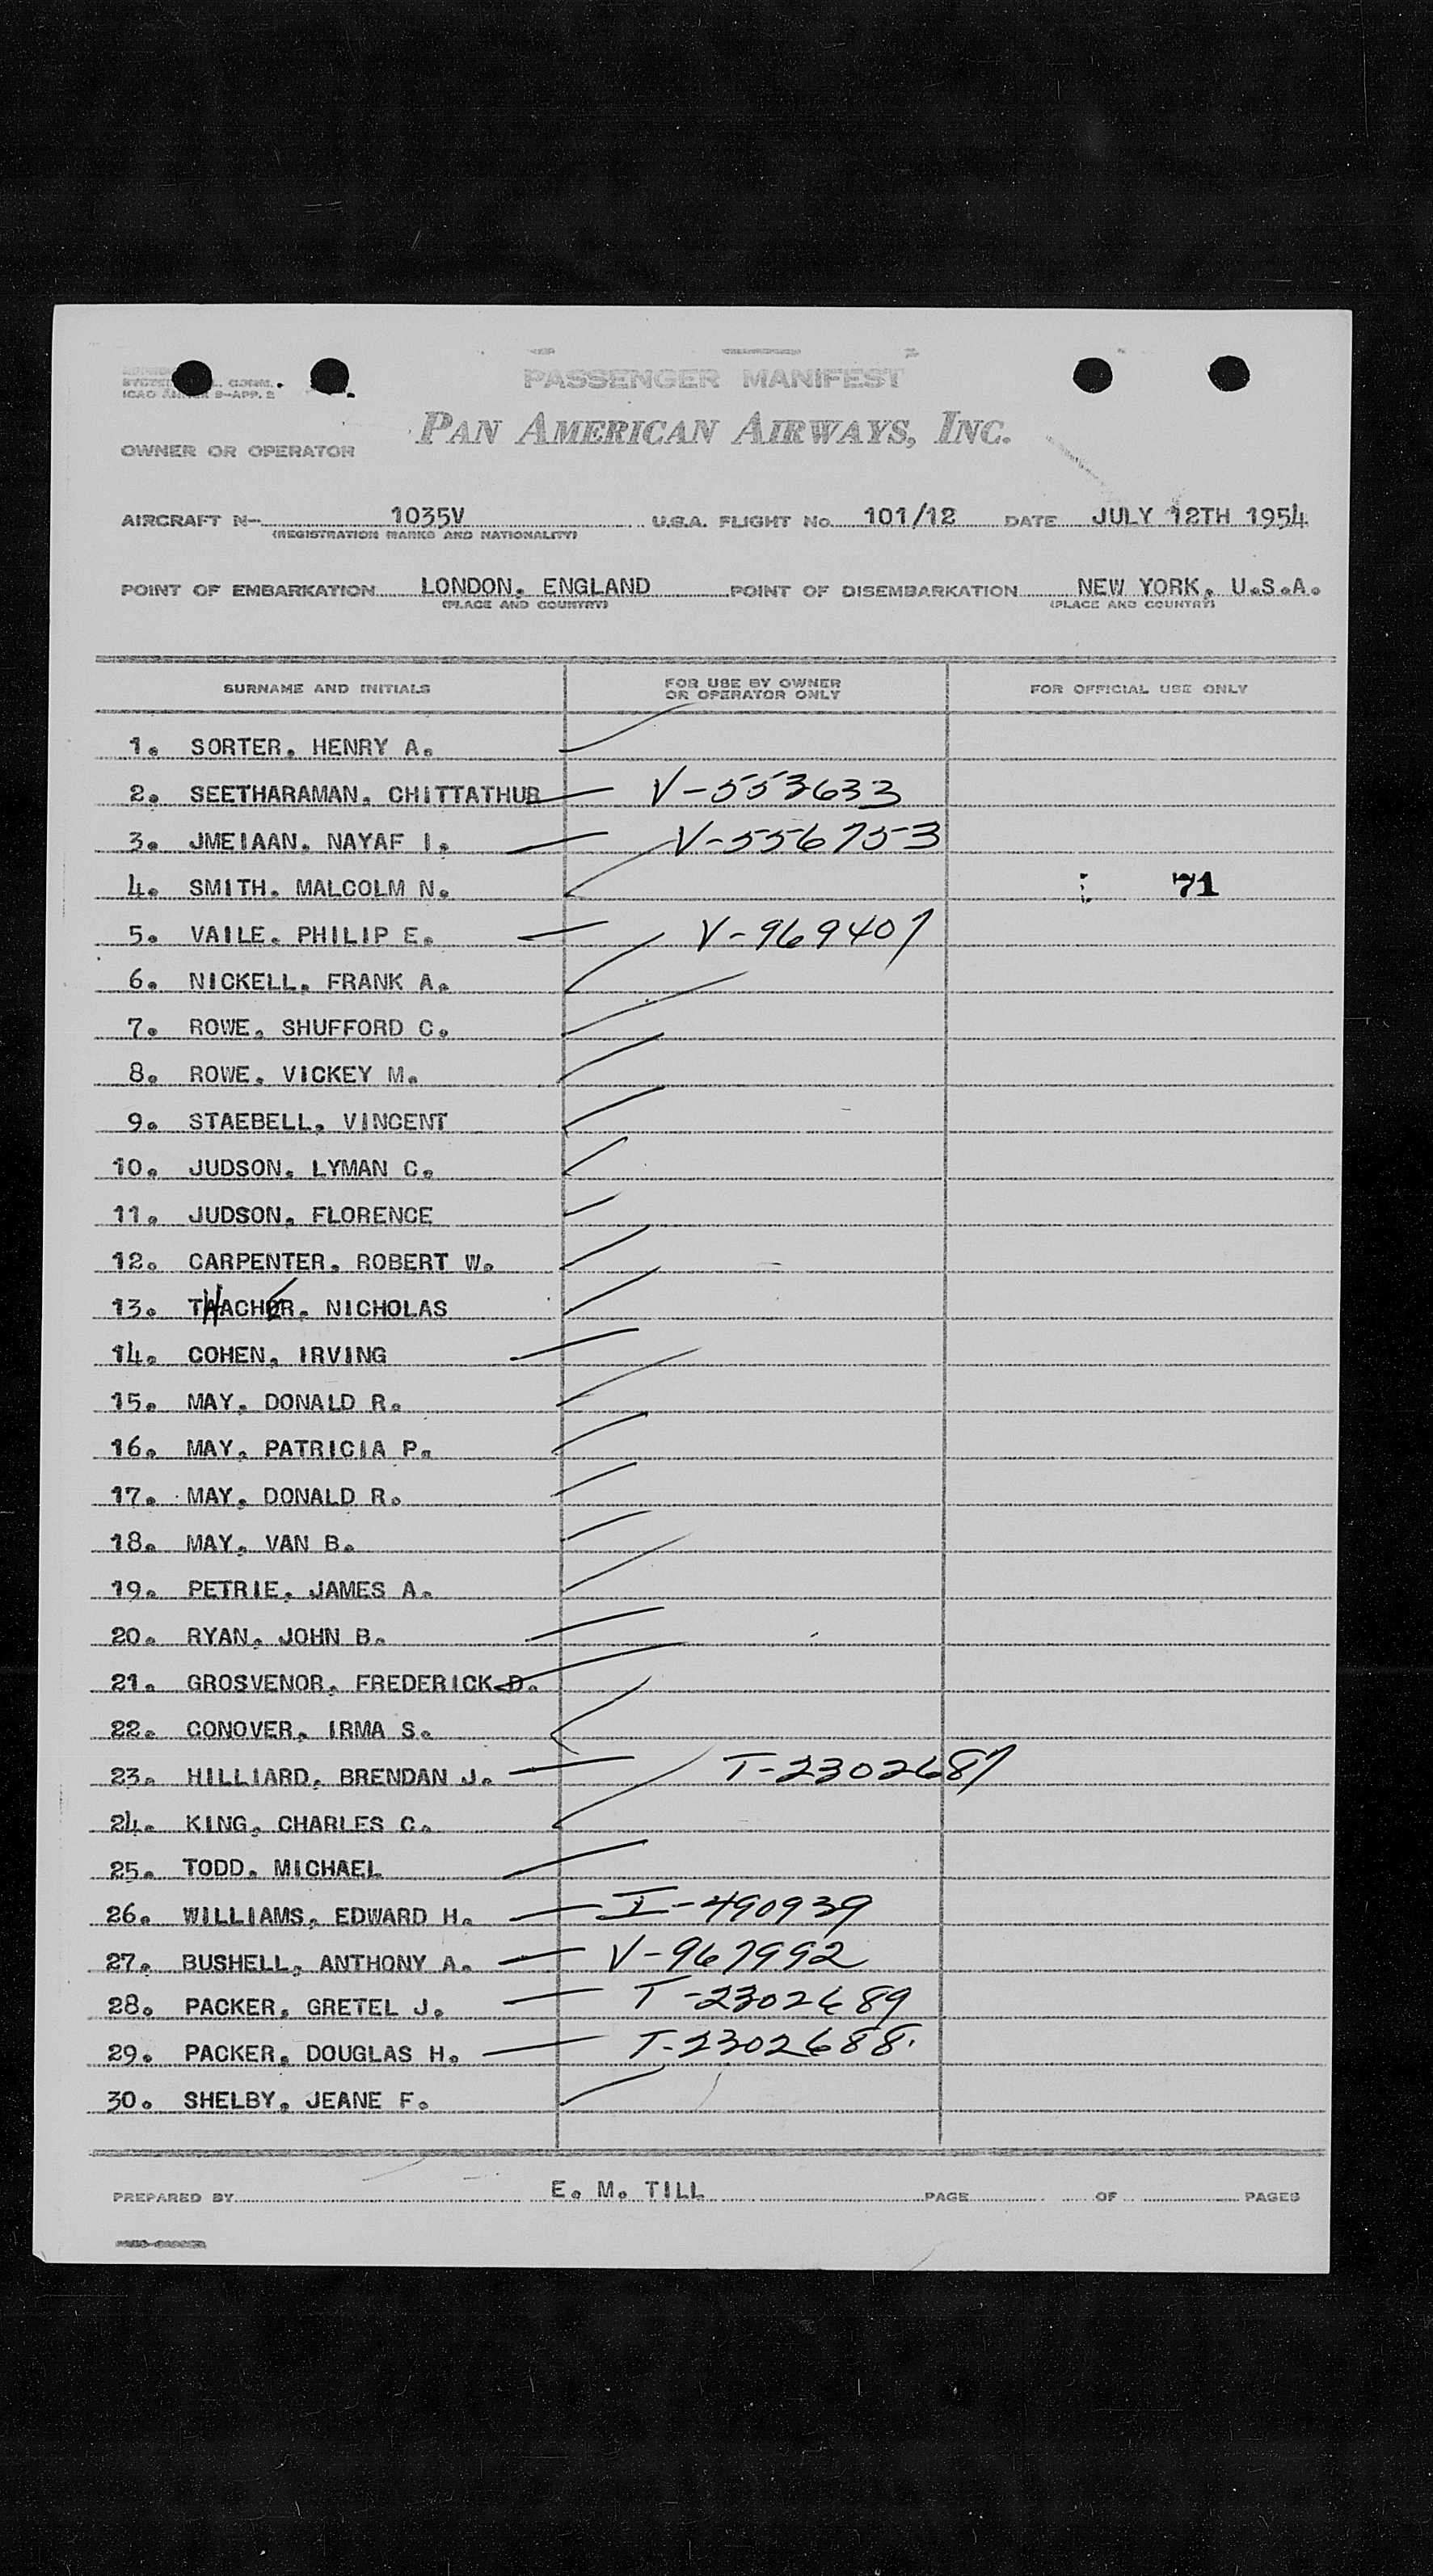 PASSENGER MANIFEST
ICAO ANNEX 9-APP. 2
PAN AMERICAN AIRWAYS, INC.
OWNER OR OPERATOR
AIRCRAFT N- 1035V U.S.A. FLIGHT No. 101/12 DATE JULY 12TH 1954
(REGISTRATION MARKS AND NATIONALITY)
POINT OF EMBARKATION LONDON, ENGLAND POINT OF DISEMBARKATION NEW YORK, U.S.A.
(PLACE AND COUNTRY) (PLACE AND COUNTRY)
SURNAME AND INITIALS FOR USE BY OWNER OR OPERATOR ONLY FOR OFFICIAL USE ONLY
1. SORTER, HENRY A.
2. SEETHARAMAN, CHITTATHUR V-553633
3. JMEIAAN, NAYAF I. V-556753
4. SMITH, MALCOLM N. 71
5. VAILE, PHILIP E. V-969407
6. NICKELL, FRANK A.
7. ROWE, SHUFFORD C.
8. ROWE, VICKEY M.
9. STAEBELL, VINCENT
10. JUDSON, LYMAN C.
11. JUDSON, FLORENCE
12. CARPENTER, ROBERT W.
13. THACHER, NICHOLAS
14. COHEN, IRVING
15. MAY, DONALD R.
16. MAY, PATRICIA P.
17. MAY, DONALD R.
18. MAY, VAN B.
19. PETRIE, JAMES A.
20. RYAN, JOHN B.
21. GROSVENOR, FREDERICK D.
22. CONOVER, IRMA S.
23. HILLIARD, BRENDAN J. T-2302687
24. KING, CHARLES C.
25. TODD, MICHAEL
26. WILLIAMS, EDWARD H. I-490939
27. BUSHELL, ANTHONY A. V-967992
28. PACKER, GRETEL J. T-2302689
29. PACKER, DOUGLAS H. T-2302688.
30. SHELBY, JEANE F.
PREPARED BY E. M. TILL PAGE OF PAGES